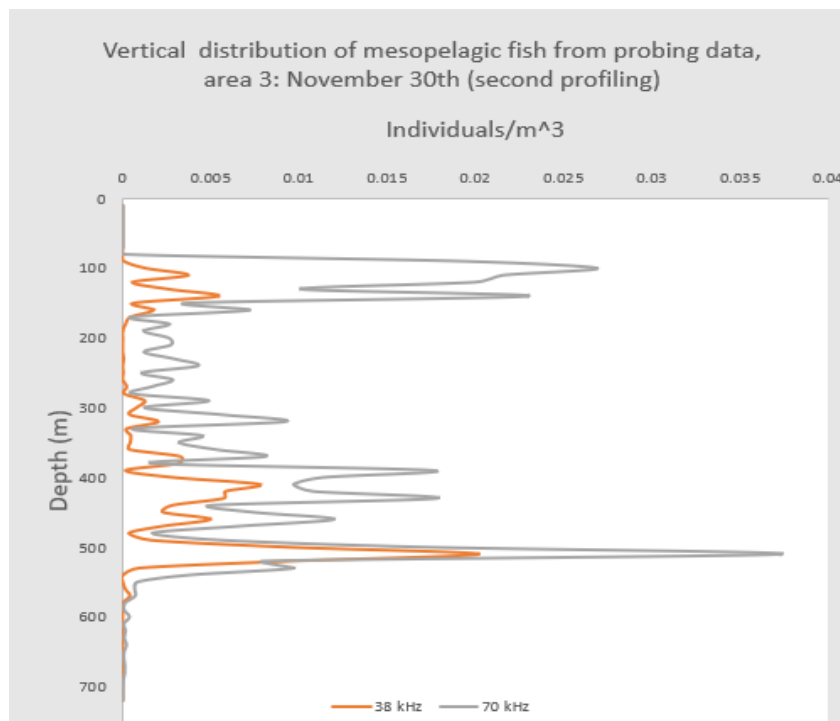 Vertical distribution of mesopelagic fish from probing data,
area 3: November 30th (second profiling)
Individuals/m^3
0 0.005 0.01 0.015 0.02 0.025 0.03 0.035 0.04
0
100
200
300
400
500
600
700
Depth (m)
38 kHz 70 kHz